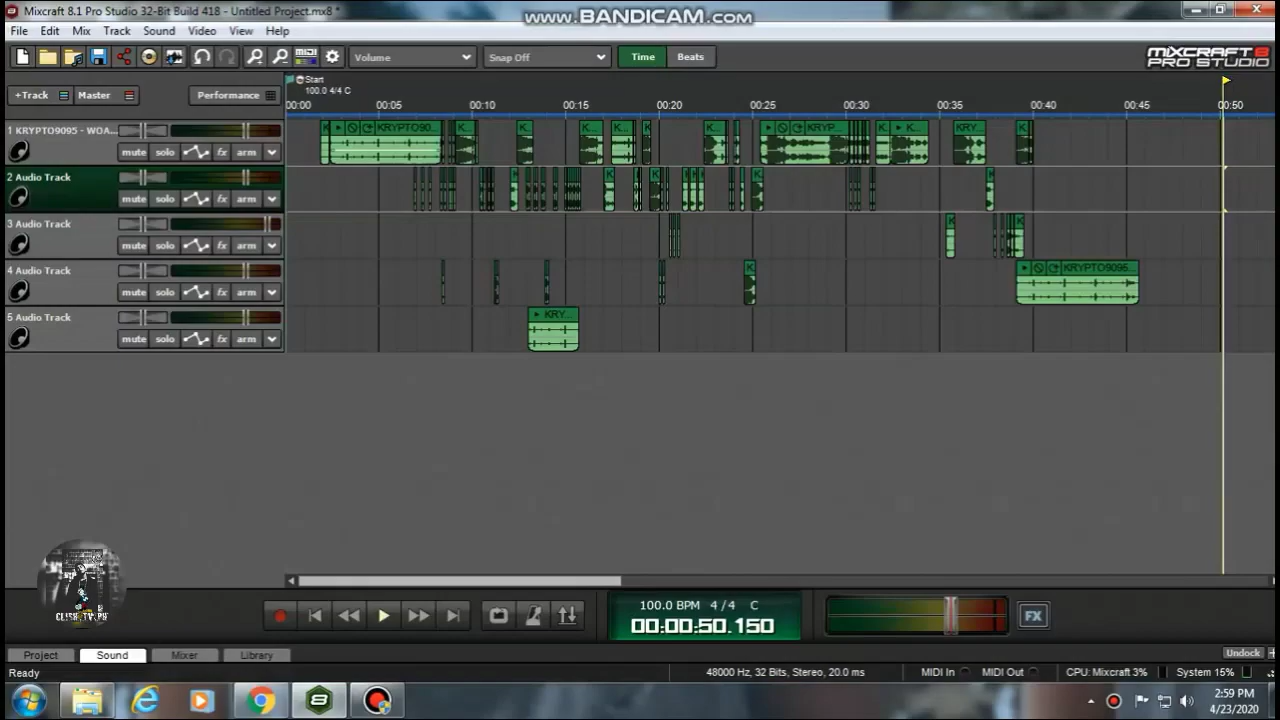 www.BANDICAM.com
Mixcraft 8.1 Pro Studio 32-Bit Build 418 - Untitled Project.mx8 *
File Edit Mix Track Sound Video View Help
Volume Snap Off Time Beats
MIXCRAFT 8
PRO STUDIO
Start
100.0 4/4 C
+Track Master Performance
00:00 00:05 00:10 00:15 00:20 00:25 00:30 00:35 00:40 00:45 00:50
1 KRYPTO9095 - WOA...
mute solo fx arm
K KRYPTO90... K... K... K... K... K K... KRYP... K K... KRY... K
2 Audio Track
mute solo fx arm
K K K K K K K K K
3 Audio Track
mute solo fx arm
K K
4 Audio Track
mute solo fx arm
K KRYPTO9095...
5 Audio Track
mute solo fx arm
KRY...
100.0 BPM 4/4 C
00:00:50.150
FX
Project Sound Mixer Library Undock
Ready 48000 Hz, 32 Bits, Stereo, 20.0 ms MIDI In MIDI Out CPU: Mixcraft 3% System 15%
2:59 PM
4/23/2020